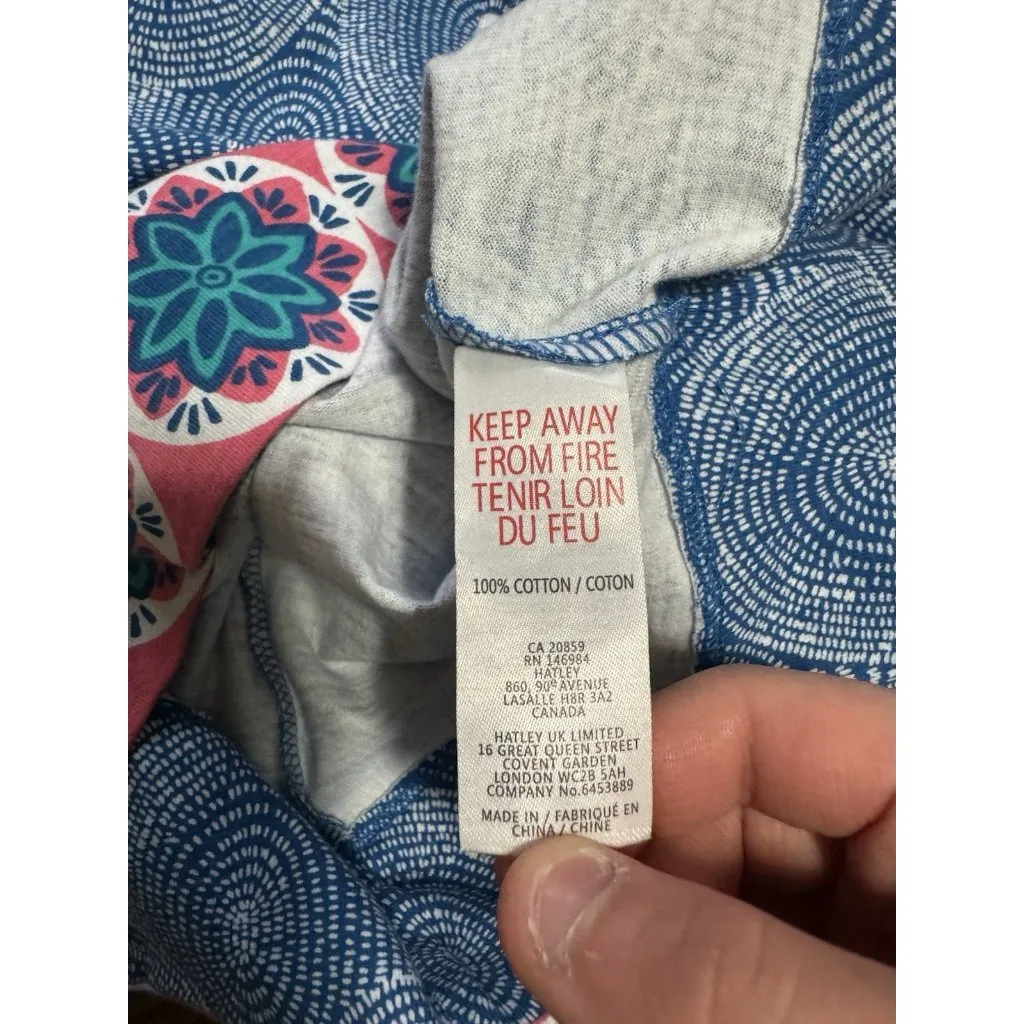 KEEP AWAY
FROM FIRE
TENIR LOIN
DU FEU
100% COTTON / COTON
CA 20859
RN 146984
HATLEY
860, 90e AVENUE
LASALLE H8R 3A2
CANADA
HATLEY UK LIMITED
16 GREAT QUEEN STREET
COVENT GARDEN
LONDON WC2B 5AH
COMPANY No.6453889
MADE IN / FABRIQUÉ EN
CHINA / CHINE